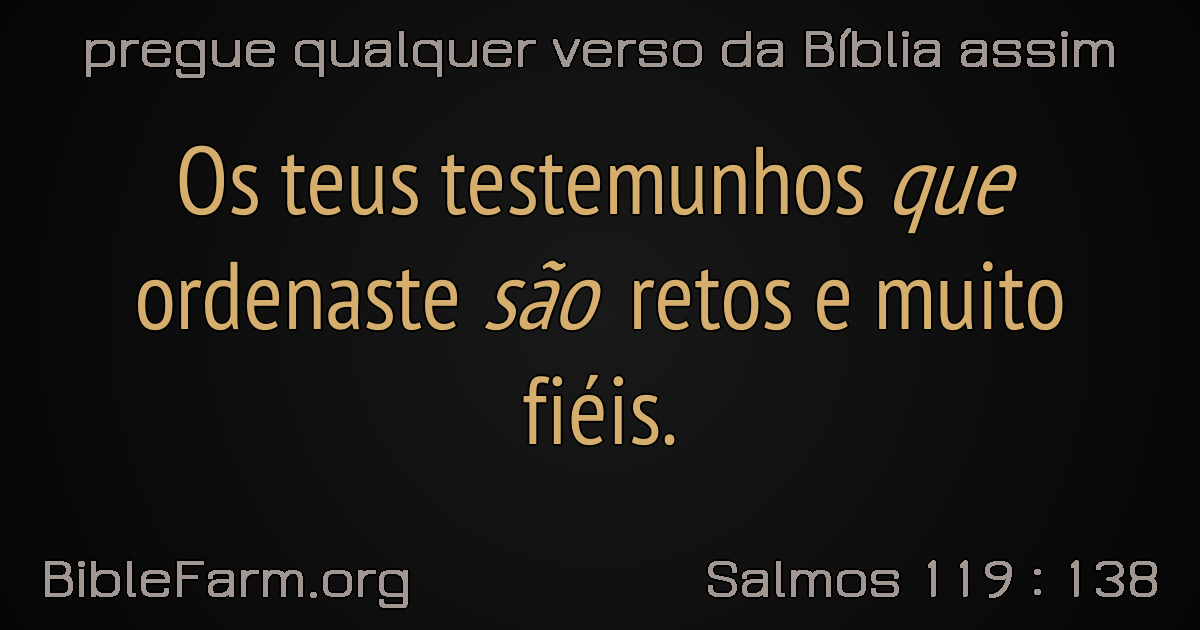 pregue qualquer verso da Bíblia assim
Os teus testemunhos que
ordenaste são retos e muito
fiéis.
BibleFarm.org
Salmos 119 : 138